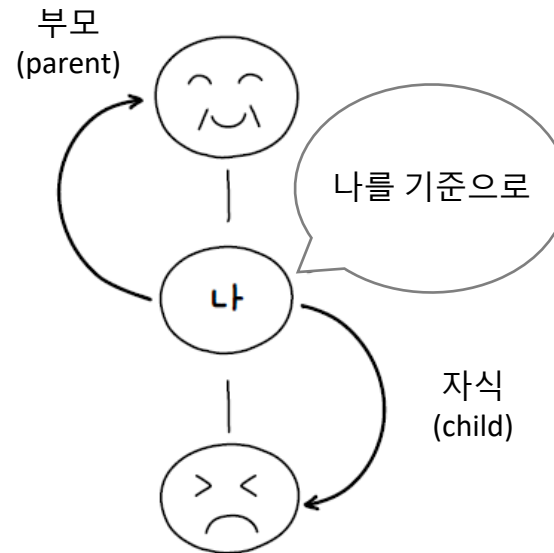 부모
(parent)
나를 기준으로
나
자식
(child)